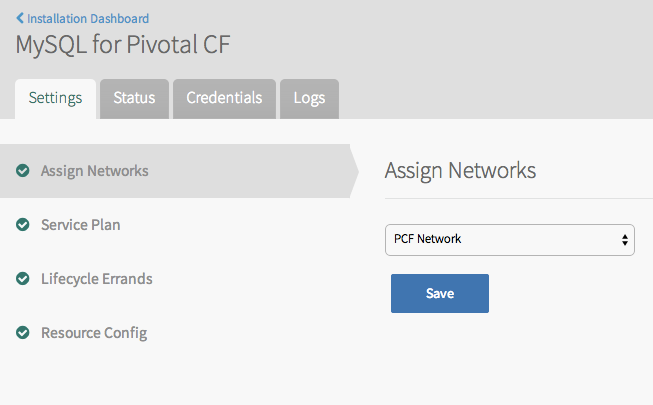 Installation Dashboard
MySQL for Pivotal CF
Settings Status Credentials Logs
Assign Networks
Service Plan
Lifecycle Errands
Resource Config
Assign Networks
PCF Network
Save